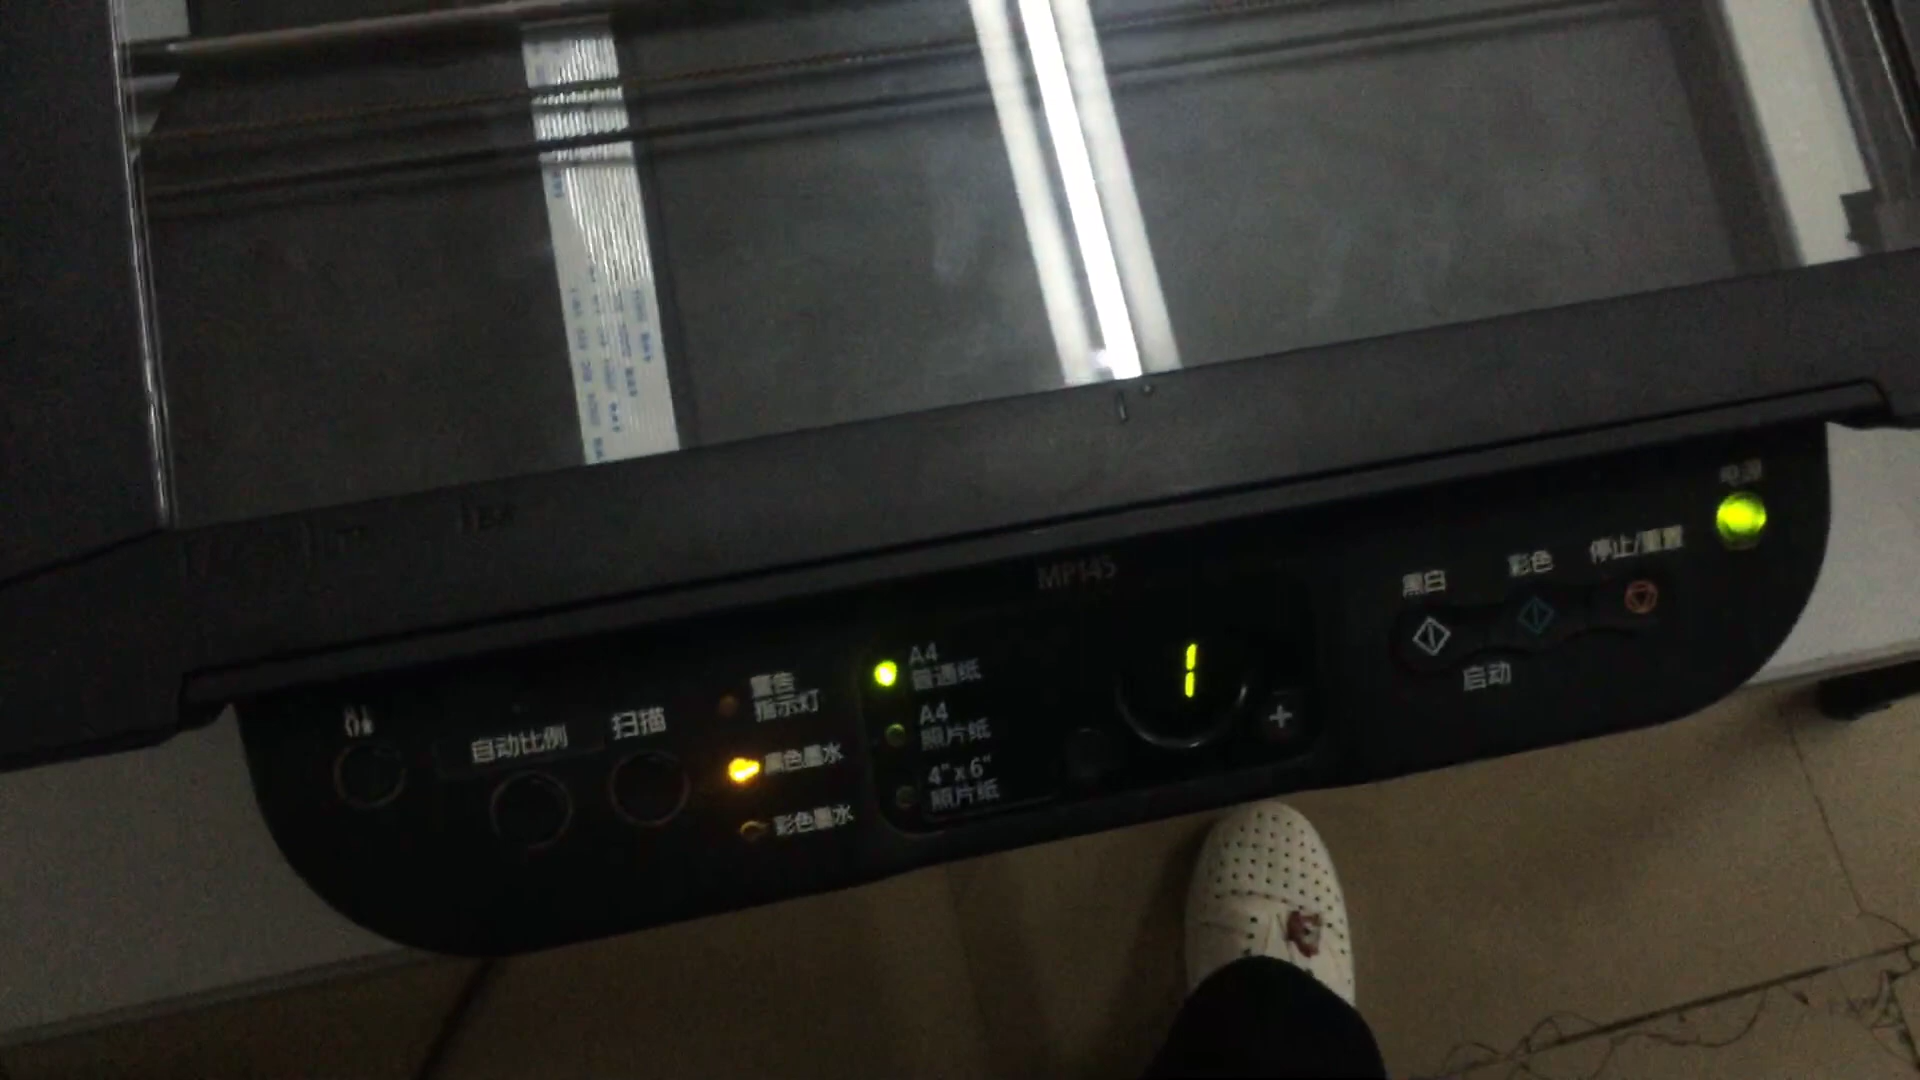 MP145
电源
黑白
彩色
停止/重置
启动
自动比例
扫描
警告
指示灯
黑色墨水
彩色墨水
A4
普通纸
A4
照片纸
4"x6"
照片纸
1
+